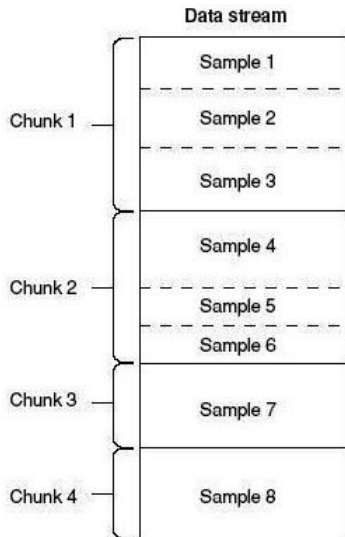 Data stream
Sample 1
Chunk 1
Sample 2
Sample 3
Sample 4
Chunk 2
Sample 5
Sample 6
Chunk 3
Sample 7
Chunk 4
Sample 8